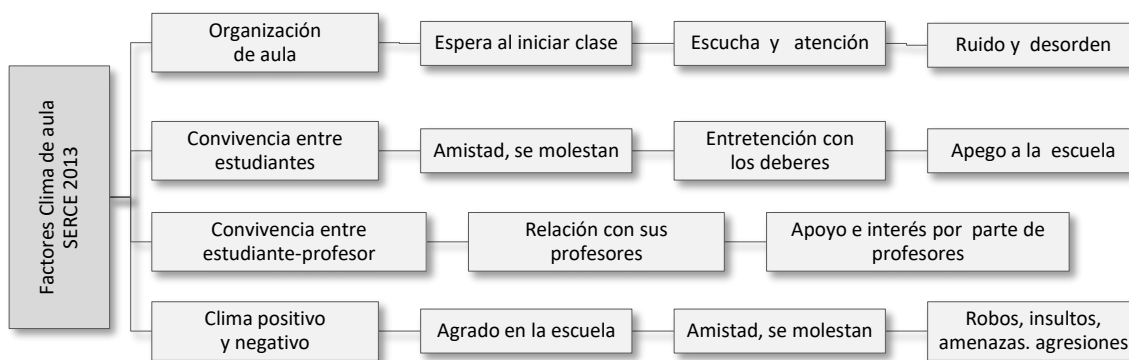 Factores Clima de aula
SERCE 2013
Organización
de aula
Espera al iniciar clase
Escucha y atención
Ruido y desorden
Convivencia entre
estudiantes
Amistad, se molestan
Entretención con
los deberes
Apego a la escuela
Convivencia entre
estudiante-profesor
Relación con sus
profesores
Apoyo e interés por parte de
profesores
Clima positivo
y negativo
Agrado en la escuela
Amistad, se molestan
Robos, insultos,
amenazas. agresiones